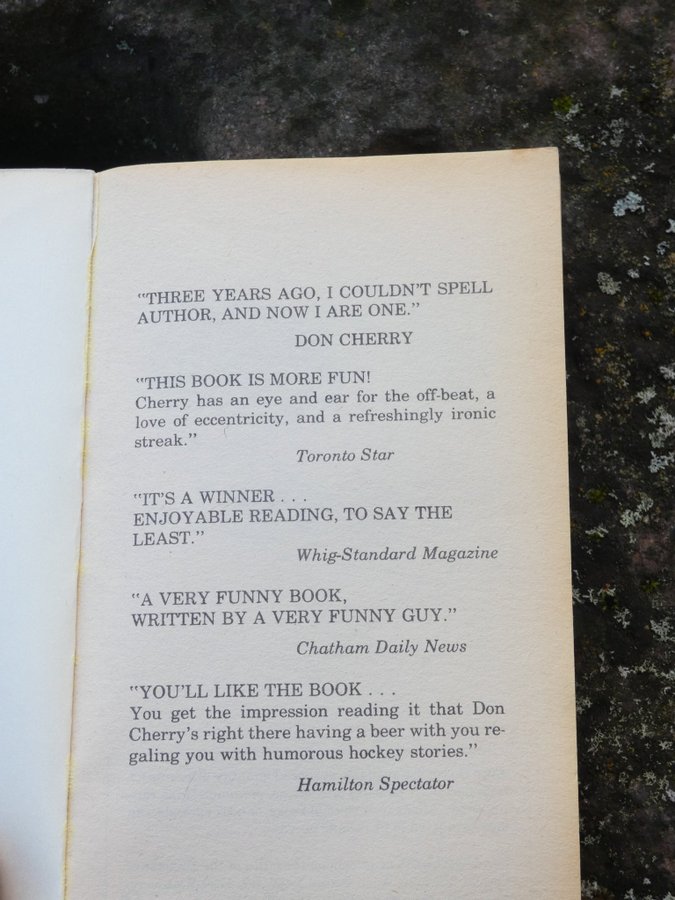 "THREE YEARS AGO, I COULDN'T SPELL
AUTHOR, AND NOW I ARE ONE."
DON CHERRY
"THIS BOOK IS MORE FUN!
Cherry has an eye and ear for the off-beat, a
love of eccentricity, and a refreshingly ironic
streak."
Toronto Star
"IT'S A WINNER . . .
ENJOYABLE READING, TO SAY THE
LEAST."
Whig-Standard Magazine
"A VERY FUNNY BOOK,
WRITTEN BY A VERY FUNNY GUY."
Chatham Daily News
"YOU'LL LIKE THE BOOK . . .
You get the impression reading it that Don
Cherry's right there having a beer with you re-
galing you with humorous hockey stories."
Hamilton Spectator